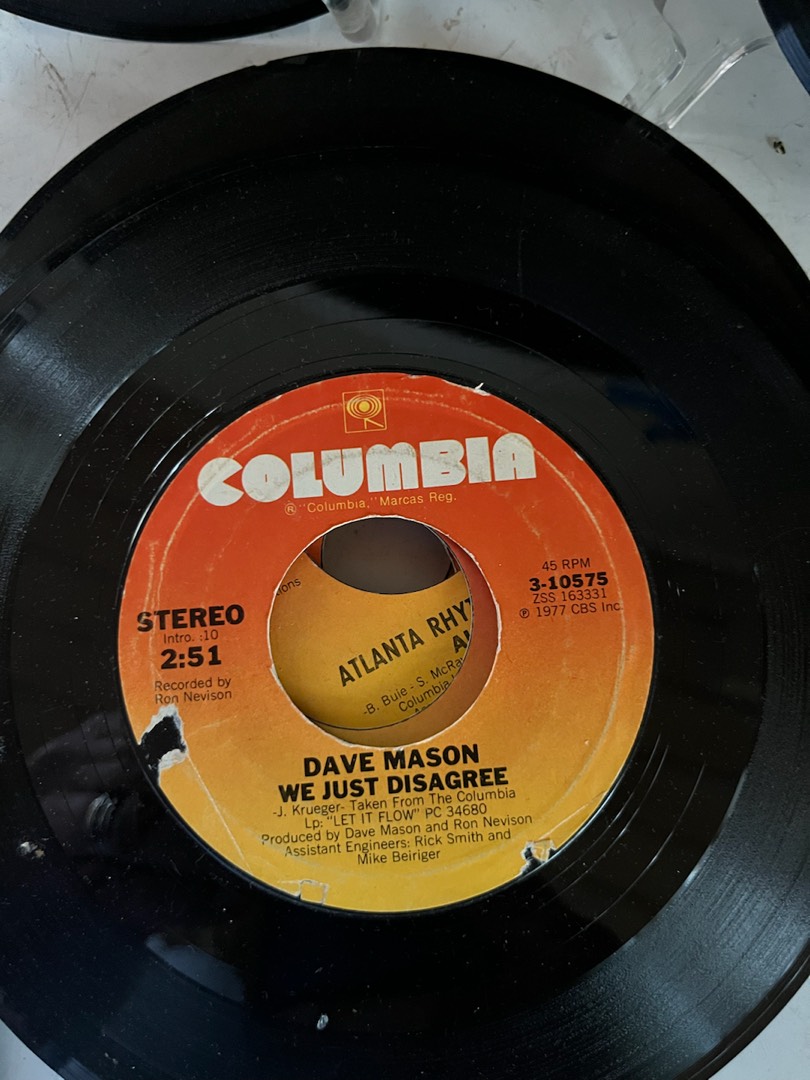 COLUMBIA
® "Columbia," Marcas Reg.
45 RPM
3-10575
ZSS 163331
℗ 1977 CBS Inc.
STEREO
Intro. :10
2:51
Recorded by
Ron Nevison
ATLANTA
-B. Buie - S.
Columbia
DAVE MASON
WE JUST DISAGREE
-J. Krueger- Taken From The Columbia
Lp: "LET IT FLOW" PC 34680
Produced by Dave Mason and Ron Nevison
Assistant Engineers: Rick Smith and
Mike Beiriger